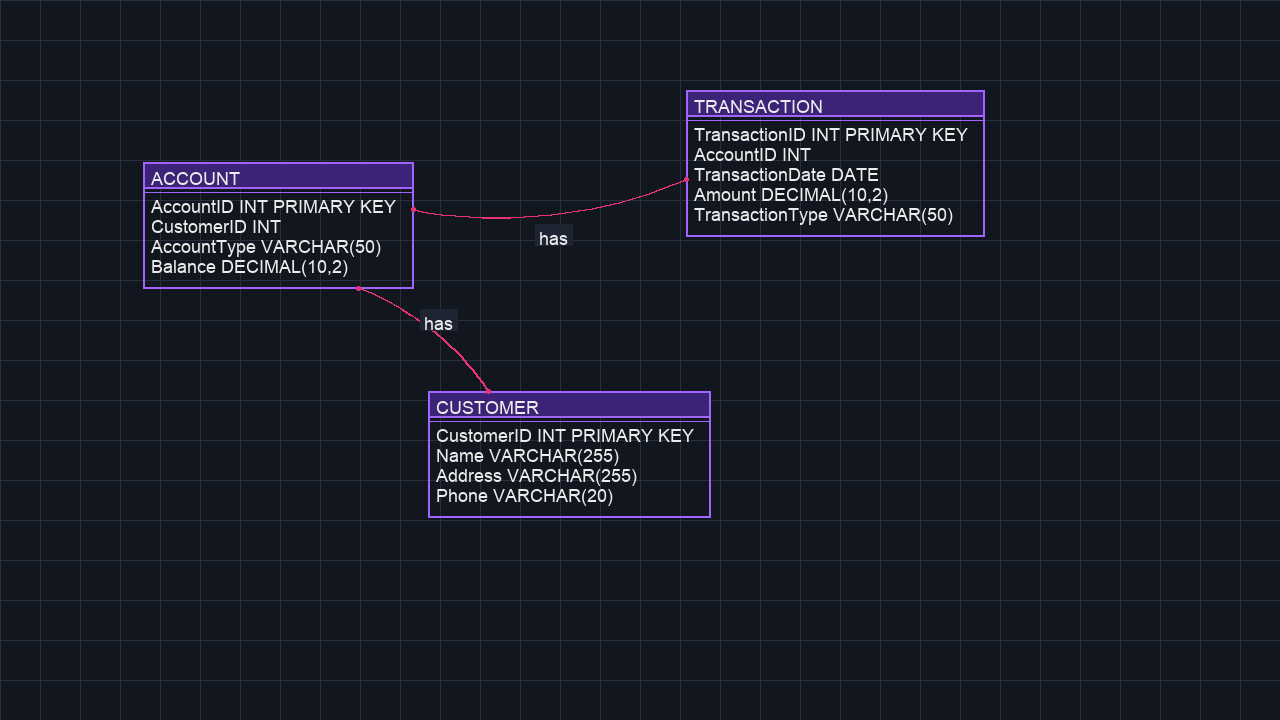 TRANSACTION
TransactionID INT PRIMARY KEY
AccountID INT
TransactionDate DATE
Amount DECIMAL(10,2)
TransactionType VARCHAR(50)
ACCOUNT
AccountID INT PRIMARY KEY
CustomerID INT
AccountType VARCHAR(50)
Balance DECIMAL(10,2)
has
has
CUSTOMER
CustomerID INT PRIMARY KEY
Name VARCHAR(255)
Address VARCHAR(255)
Phone VARCHAR(20)